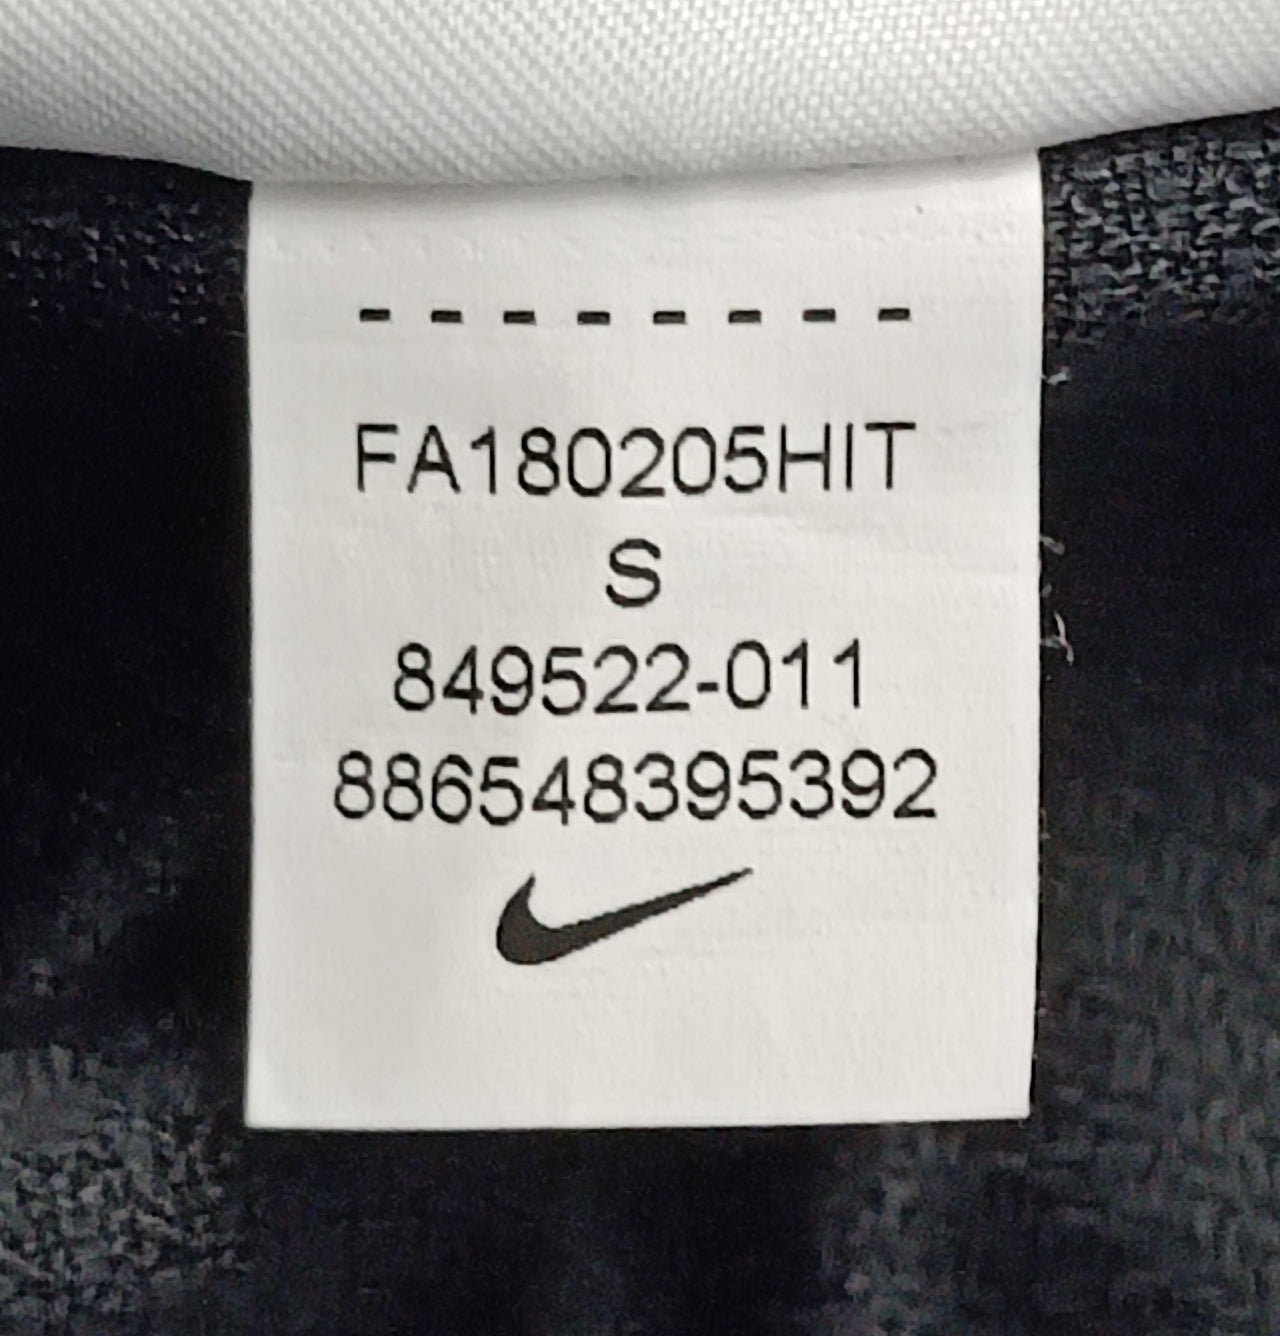 - - - - - - - -
FA180205HIT
S
849522-011
886548395392